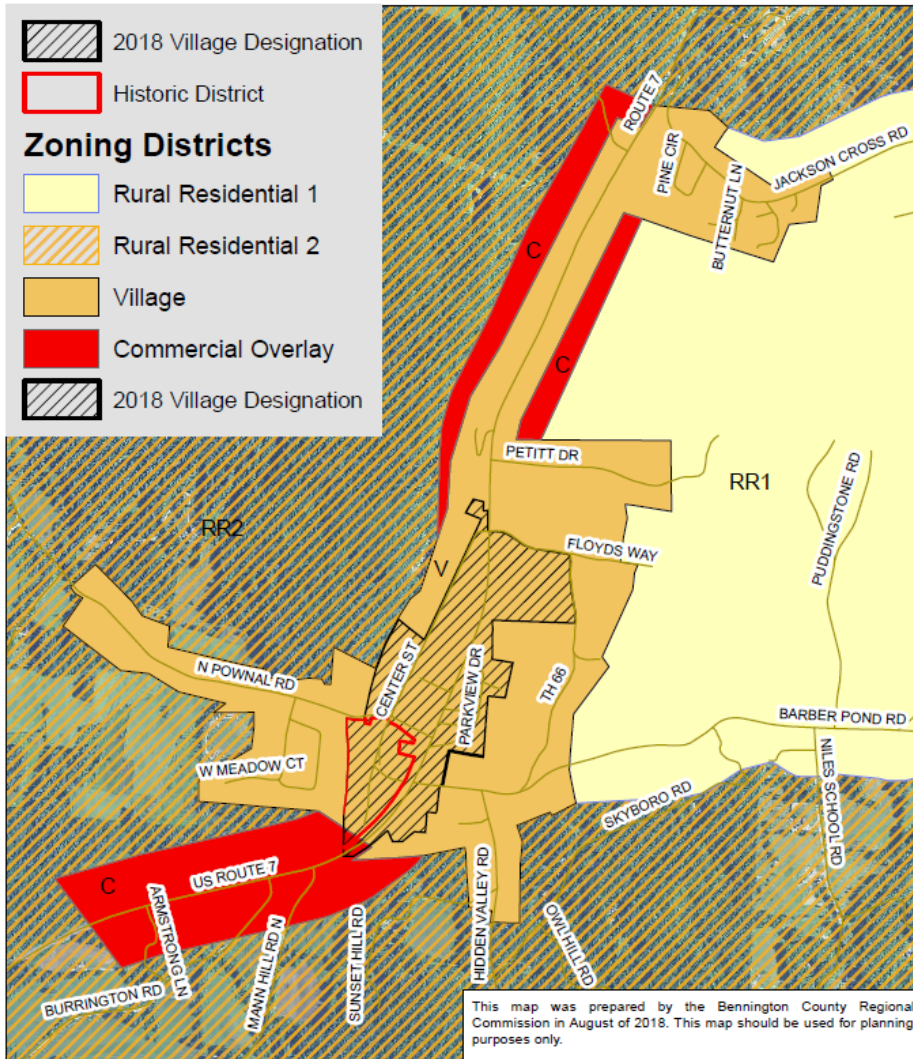 2018 Village Designation
Historic District
Zoning Districts
Rural Residential 1
Rural Residential 2
Village
Commercial Overlay
2018 Village Designation
ROUTE 7
PINE CIR
BUTTERNUT LN
JACKSON CROSS RD
C
C
PETITT DR
RR1
PUDDINGSTONE RD
RR2
FLOYDS WAY
V
N POWNAL RD
CENTER ST
PARKVIEW DR
TH 66
BARBER POND RD
W MEADOW CT
SKYBORO RD
NILES SCHOOL RD
C
US ROUTE 7
ARMSTRONG LN
MANN HILL RD N
SUNSET HILL RD
HIDDEN VALLEY RD
OWL HILL RD
BURRINGTON RD
This map was prepared by the Bennington County Regional
Commission in August of 2018. This map should be used for planning
purposes only.